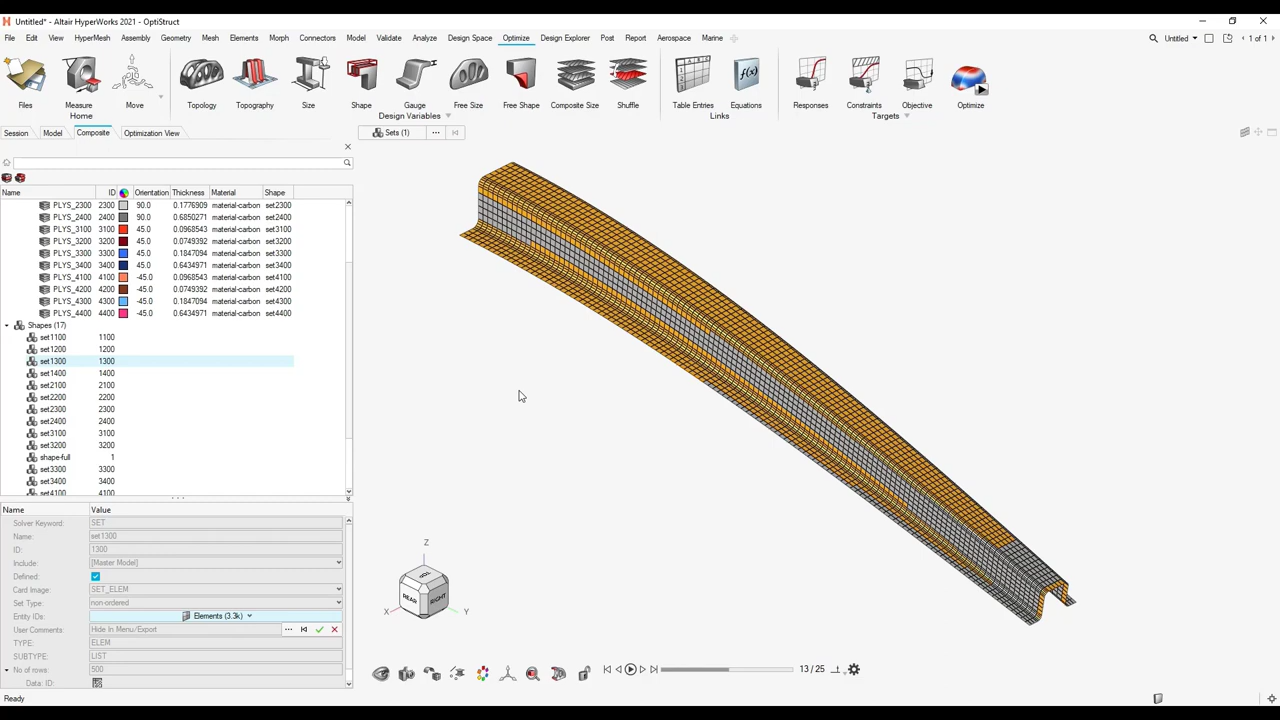 Untitled* - Altair HyperWorks 2021 - OptiStruct
File Edit View HyperMesh Assembly Geometry Mesh Elements Morph Connectors Model Validate Analyze Design Space Optimize Design Explorer Post Report Aerospace Marine Untitled 1 of 1
Files Measure Move Topology Topography Size Shape Gauge Free Size Free Shape Composite Size Shuffle Table Entries Equations Responses Constraints Objective Optimize
Home Design Variables Links Targets
Session Model Composite Optimization View Sets (1)
Name ID Orientation Thickness Material Shape
PLYS_2300 2300 90.0 0.1776909 material-carbon set2300
PLYS_2400 2400 90.0 0.6850271 material-carbon set2400
PLYS_3100 3100 45.0 0.0968543 material-carbon set3100
PLYS_3200 3200 45.0 0.0749392 material-carbon set3200
PLYS_3300 3300 45.0 0.1847094 material-carbon set3300
PLYS_3400 3400 45.0 0.6434971 material-carbon set3400
PLYS_4100 4100 -45.0 0.0968543 material-carbon set4100
PLYS_4200 4200 -45.0 0.0749392 material-carbon set4200
PLYS_4300 4300 -45.0 0.1847094 material-carbon set4300
PLYS_4400 4400 -45.0 0.6434971 material-carbon set4400
Shapes (17)
set1100 1100
set1200 1200
set1300 1300
set1400 1400
set2100 2100
set2200 2200
set2300 2300
set2400 2400
set3100 3100
set3200 3200
shape-full 1
set3300 3300
set3400 3400
set4100 4100
Name Value
Solver Keyword: SET
Name: set1300
ID: 1300
Include: [Master Model]
Defined:
Card Image: SET_ELEM
Set Type: non-ordered
Entity IDs: Elements (3.3k)
User Comments: Hide In Menu/Export
TYPE: ELEM
SUBTYPE: LIST
No of rows: 500
Data: ID:
Z
REAR RIGHT
X Y
13 / 25
Ready